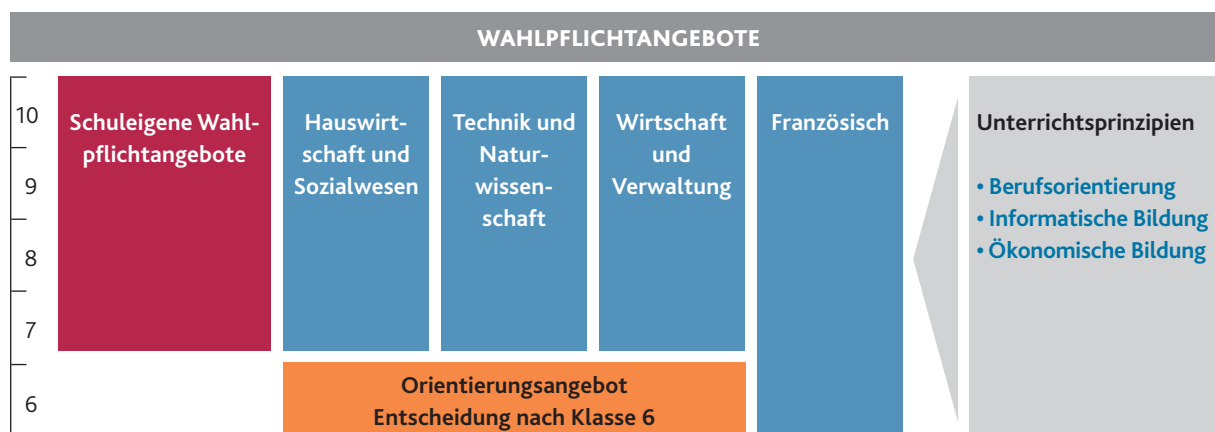 WAHLPFLICHTANGEBOTE
10
9
8
7
6
Schuleigene Wahl-
pflichtangebote
Hauswirt-
schaft und
Sozialwesen
Technik und
Natur-
wissen-
schaft
Wirtschaft
und
Verwaltung
Französisch
Orientierungsangebot
Entscheidung nach Klasse 6
Unterrichtsprinzipien
• Berufsorientierung
• Informatische Bildung
• Ökonomische Bildung